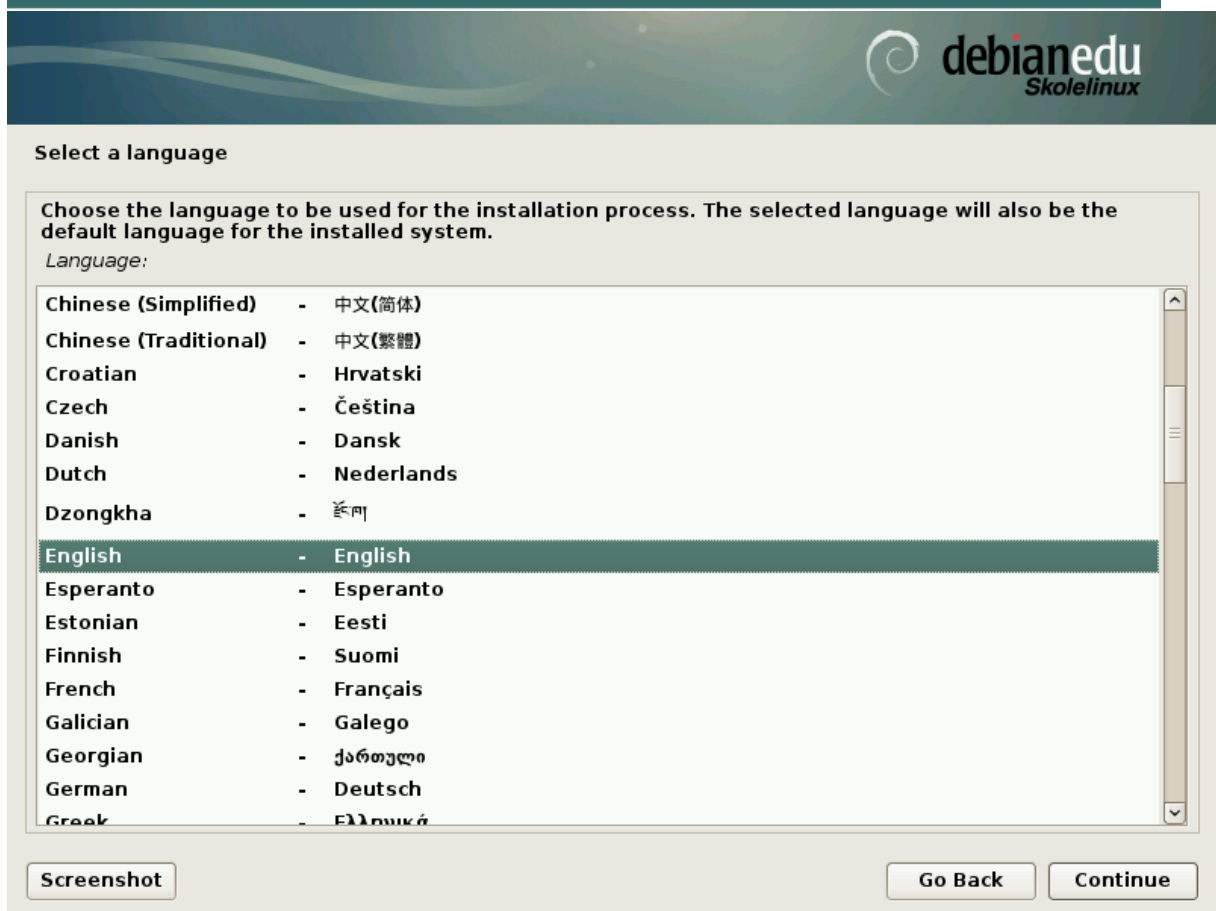 debianedu
Skolelinux
Select a language
Choose the language to be used for the installation process. The selected language will also be the
default language for the installed system.
Language:
Chinese (Simplified) - 中文(简体)
Chinese (Traditional) - 中文(繁體)
Croatian - Hrvatski
Czech - Čeština
Danish - Dansk
Dutch - Nederlands
Dzongkha - རྫོང་ཁ།
English - English
Esperanto - Esperanto
Estonian - Eesti
Finnish - Suomi
French - Français
Galician - Galego
Georgian - ქართული
German - Deutsch
Greek - Ελληνικά
Screenshot Go Back Continue